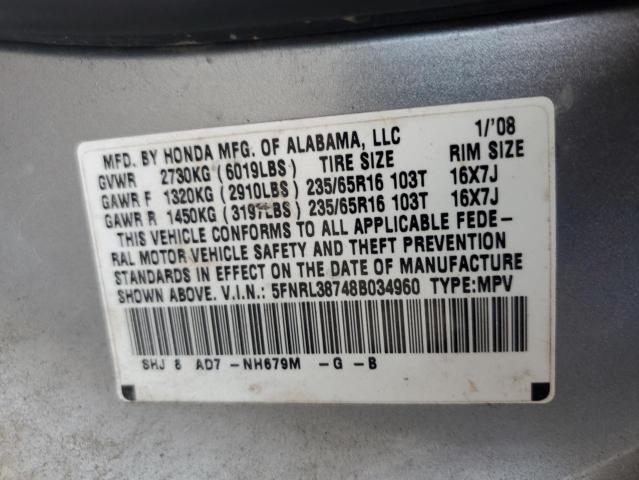 MFD. BY HONDA MFG. OF ALABAMA, LLC 1/'08
GVWR 2730KG (6019LBS) TIRE SIZE RIM SIZE
GAWR F 1320KG (2910LBS) 235/65R16 103T 16X7J
GAWR R 1450KG (3197LBS) 235/65R16 103T 16X7J
THIS VEHICLE CONFORMS TO ALL APPLICABLE FEDE-
RAL MOTOR VEHICLE SAFETY AND THEFT PREVENTION
STANDARDS IN EFFECT ON THE DATE OF MANUFACTURE
SHOWN ABOVE. V.I.N.: 5FNRL38748B034960 TYPE:MPV
SHJ 8 AD7 -NH679M -G -B